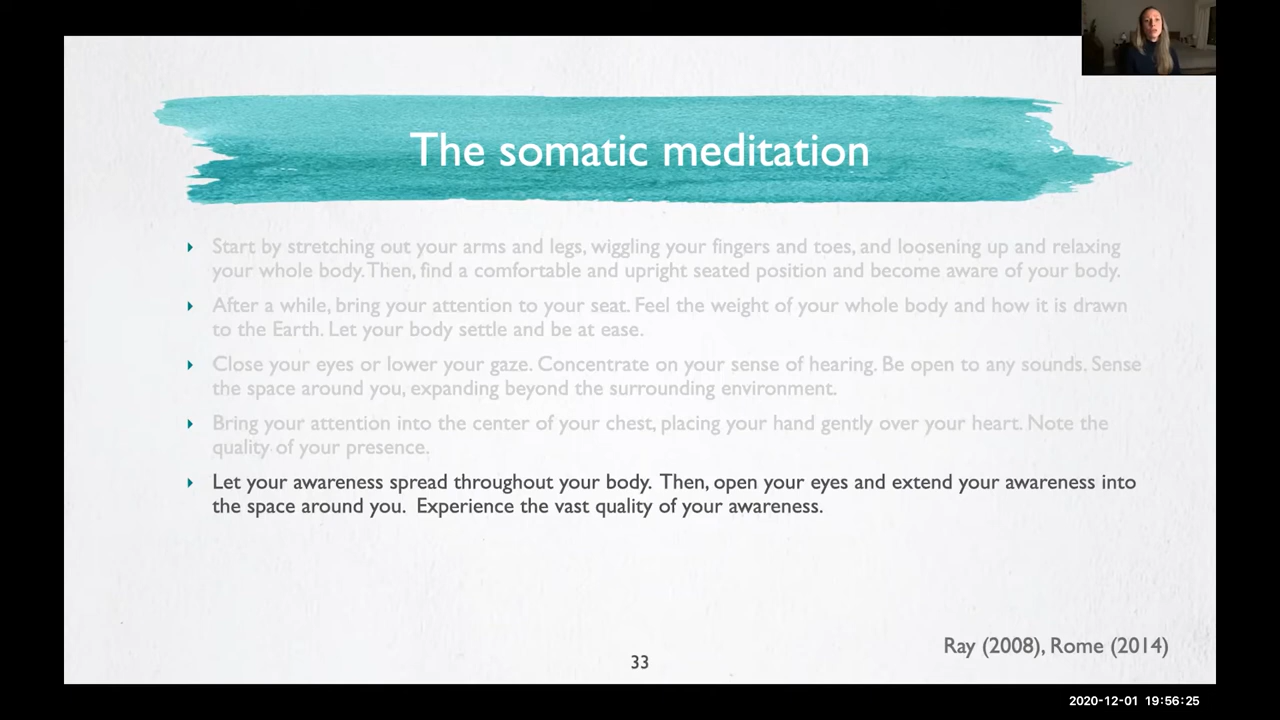 The somatic meditation
Start by stretching out your arms and legs, wiggling your fingers and toes, and loosening up and relaxing
your whole body. Then, find a comfortable and upright seated position and become aware of your body.
After a while, bring your attention to your seat. Feel the weight of your whole body and how it is drawn
to the Earth. Let your body settle and be at ease.
Close your eyes or lower your gaze. Concentrate on your sense of hearing. Be open to any sounds. Sense
the space around you, expanding beyond the surrounding environment.
Bring your attention into the center of your chest, placing your hand gently over your heart. Note the
quality of your presence.
Let your awareness spread throughout your body. Then, open your eyes and extend your awareness into
the space around you. Experience the vast quality of your awareness.
Ray (2008), Rome (2014)
33
2020-12-01 19:56:25